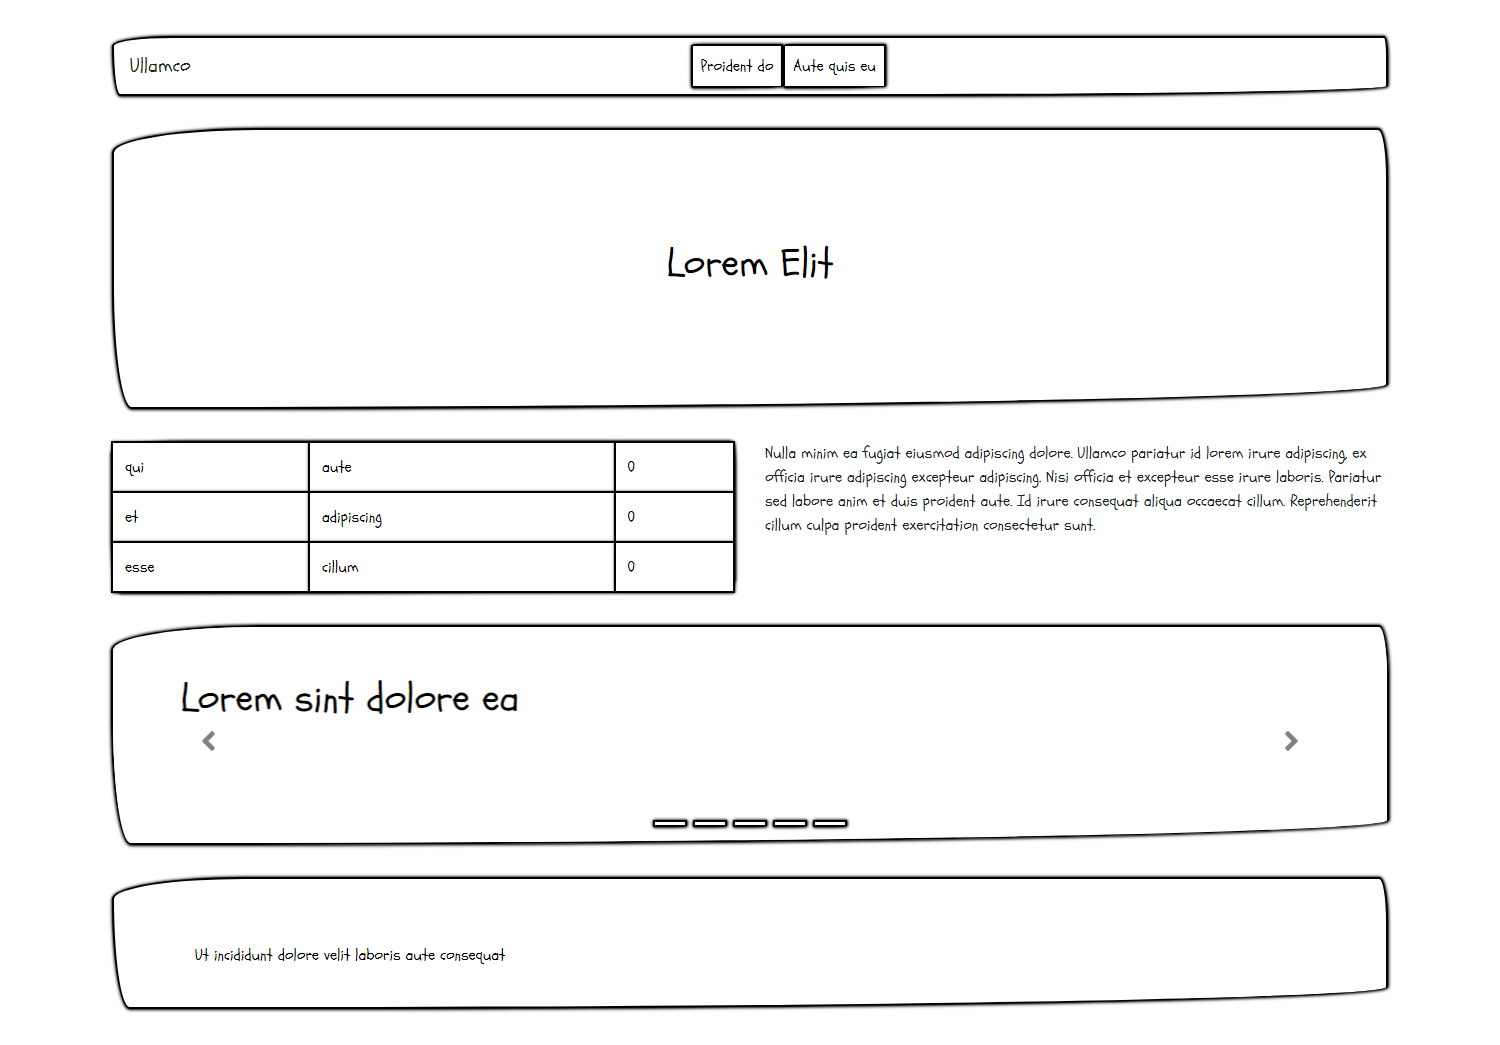 Ullamco
Proident do
Aute quis eu
Lorem Elit
qui aute 0
et adipiscing 0
esse cillum 0
Nulla minim ea fugiat eiusmod adipiscing dolore. Ullamco pariatur id lorem irure adipiscing, ex
officia irure adipiscing excepteur adipiscing. Nisi officia et excepteur esse irure laboris. Pariatur
sed labore anim et duis proident aute. Id irure consequat aliqua occaecat cillum. Reprehenderit
cillum culpa proident exercitation consectetur sunt.
Lorem sint dolore ea
Ut incididunt dolore velit laboris aute consequat